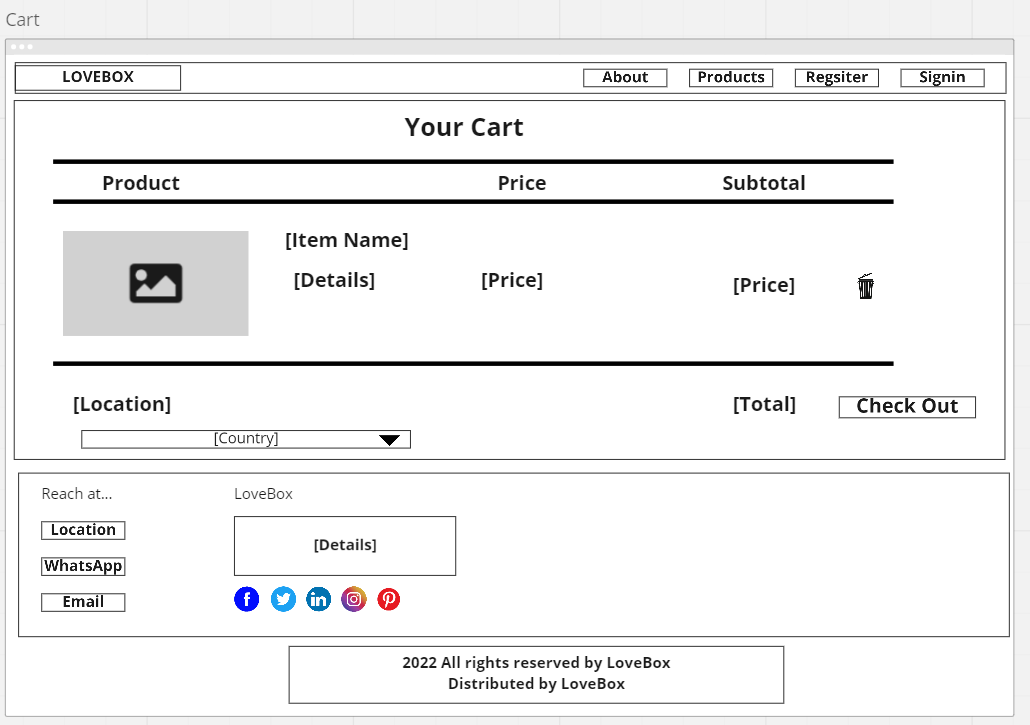 Cart
LOVEBOX
About
Products
Regsiter
Signin
Your Cart
Product
Price
Subtotal
[Item Name]
[Details]
[Price]
[Price]
[Location]
[Total]
Check Out
[Country]
Reach at...
LoveBox
Location
WhatsApp
Email
[Details]
2022 All rights reserved by LoveBox
Distributed by LoveBox